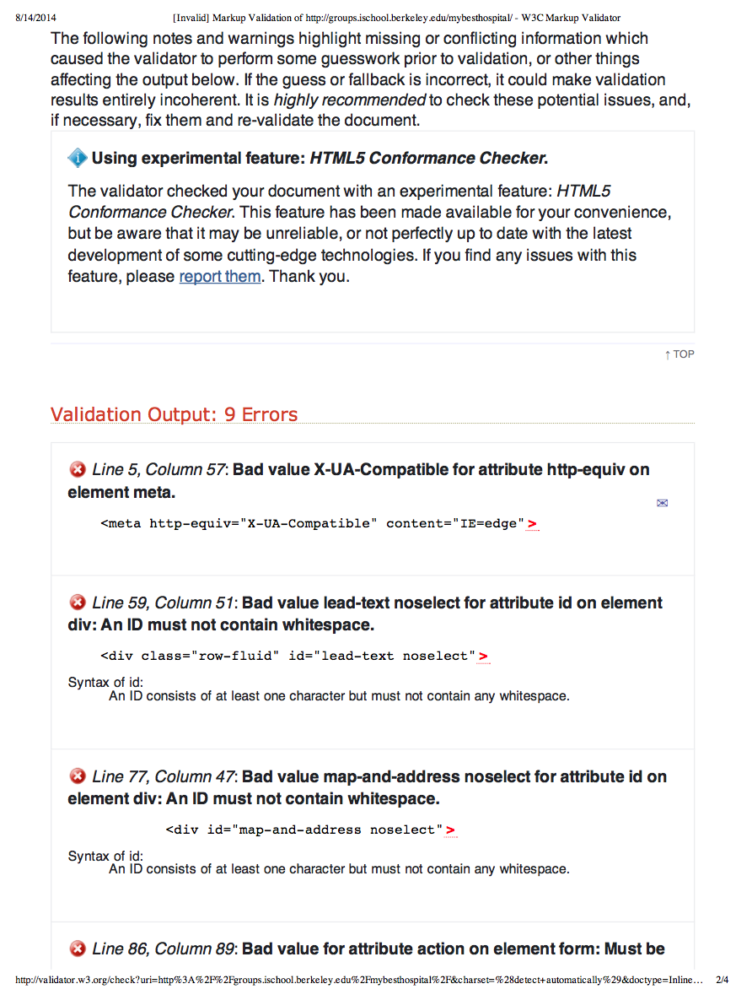 8/14/2014 [Invalid] Markup Validation of http://groups.ischool.berkeley.edu/mybesthospital/ - W3C Markup Validator
The following notes and warnings highlight missing or conflicting information which
caused the validator to perform some guesswork prior to validation, or other things
affecting the output below. If the guess or fallback is incorrect, it could make validation
results entirely incoherent. It is highly recommended to check these potential issues, and,
if necessary, fix them and re-validate the document.
Using experimental feature: HTML5 Conformance Checker.
The validator checked your document with an experimental feature: HTML5
Conformance Checker. This feature has been made available for your convenience,
but be aware that it may be unreliable, or not perfectly up to date with the latest
development of some cutting-edge technologies. If you find any issues with this
feature, please report them. Thank you.
↑ TOP
Validation Output: 9 Errors
Line 5, Column 57: Bad value X-UA-Compatible for attribute http-equiv on
element meta.
<meta http-equiv="X-UA-Compatible" content="IE=edge">
Line 59, Column 51: Bad value lead-text noselect for attribute id on element
div: An ID must not contain whitespace.
<div class="row-fluid" id="lead-text noselect">
Syntax of id:
An ID consists of at least one character but must not contain any whitespace.
Line 77, Column 47: Bad value map-and-address noselect for attribute id on
element div: An ID must not contain whitespace.
<div id="map-and-address noselect">
Syntax of id:
An ID consists of at least one character but must not contain any whitespace.
Line 86, Column 89: Bad value for attribute action on element form: Must be
http://validator.w3.org/check?uri=http%3A%2F%2Fgroups.ischool.berkeley.edu%2Fmybesthospital%2F&charset=%28detect+automatically%29&doctype=Inline… 2/4